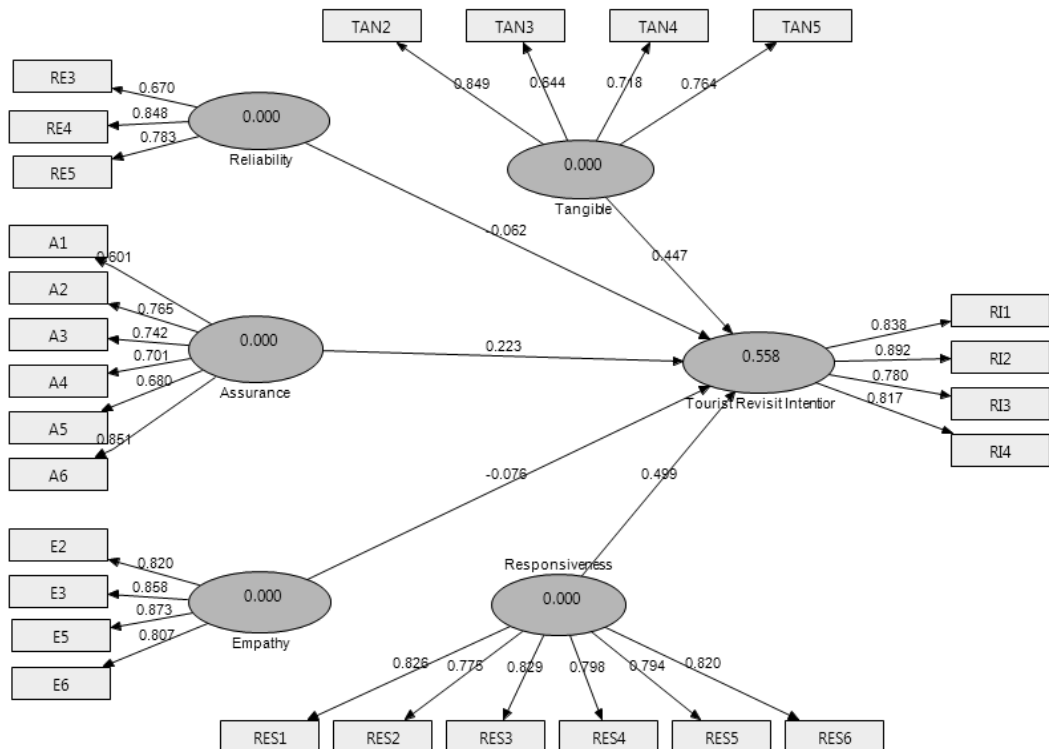 TAN2
TAN3
TAN4
TAN5
0.849
0.644
0.718
0.764
0.000
Tangible
RE3
RE4
RE5
0.670
0.848
0.783
0.000
Reliability
-0.062
0.447
A1
A2
A3
A4
A5
A6
0.601
0.765
0.742
0.701
0.680
0.851
0.000
Assurance
0.223
0.558
Tourist Revisit Intentior
0.838
0.892
0.780
0.817
RI1
RI2
RI3
RI4
E2
E3
E5
E6
0.820
0.858
0.873
0.807
0.000
Empathy
-0.076
0.499
Responsiveness
0.000
0.826
0.775
0.829
0.798
0.794
0.820
RES1
RES2
RES3
RES4
RES5
RES6